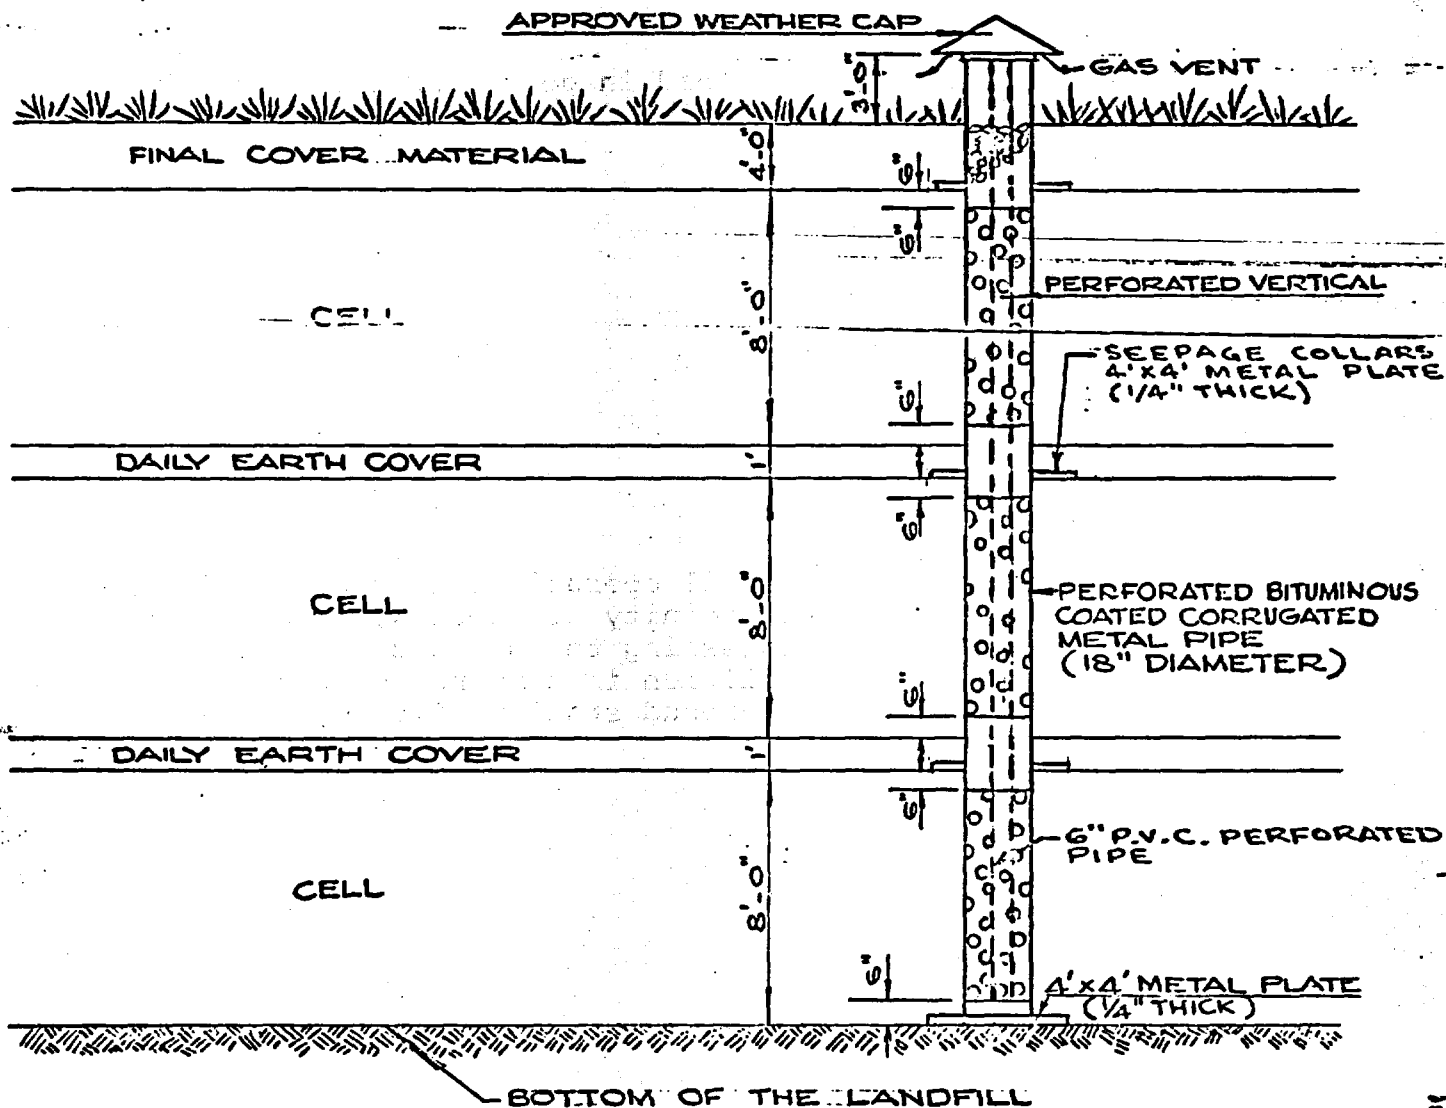 APPROVED WEATHER CAP
GAS VENT
3'-0"
FINAL COVER MATERIAL
4'-0"
6"
6"
PERFORATED VERTICAL
CELL
8'-0"
SEEPAGE COLLARS
4'X4' METAL PLATE
(1/4" THICK)
6"
DAILY EARTH COVER
1'
6"
CELL
8'-0"
PERFORATED BITUMINOUS
COATED CORRUGATED
METAL PIPE
(18" DIAMETER)
6"
DAILY EARTH COVER
1'
6"
6" P.V.C. PERFORATED
PIPE
CELL
8'-0"
6"
4'X4' METAL PLATE
(1/4" THICK)
BOTTOM OF THE LANDFILL